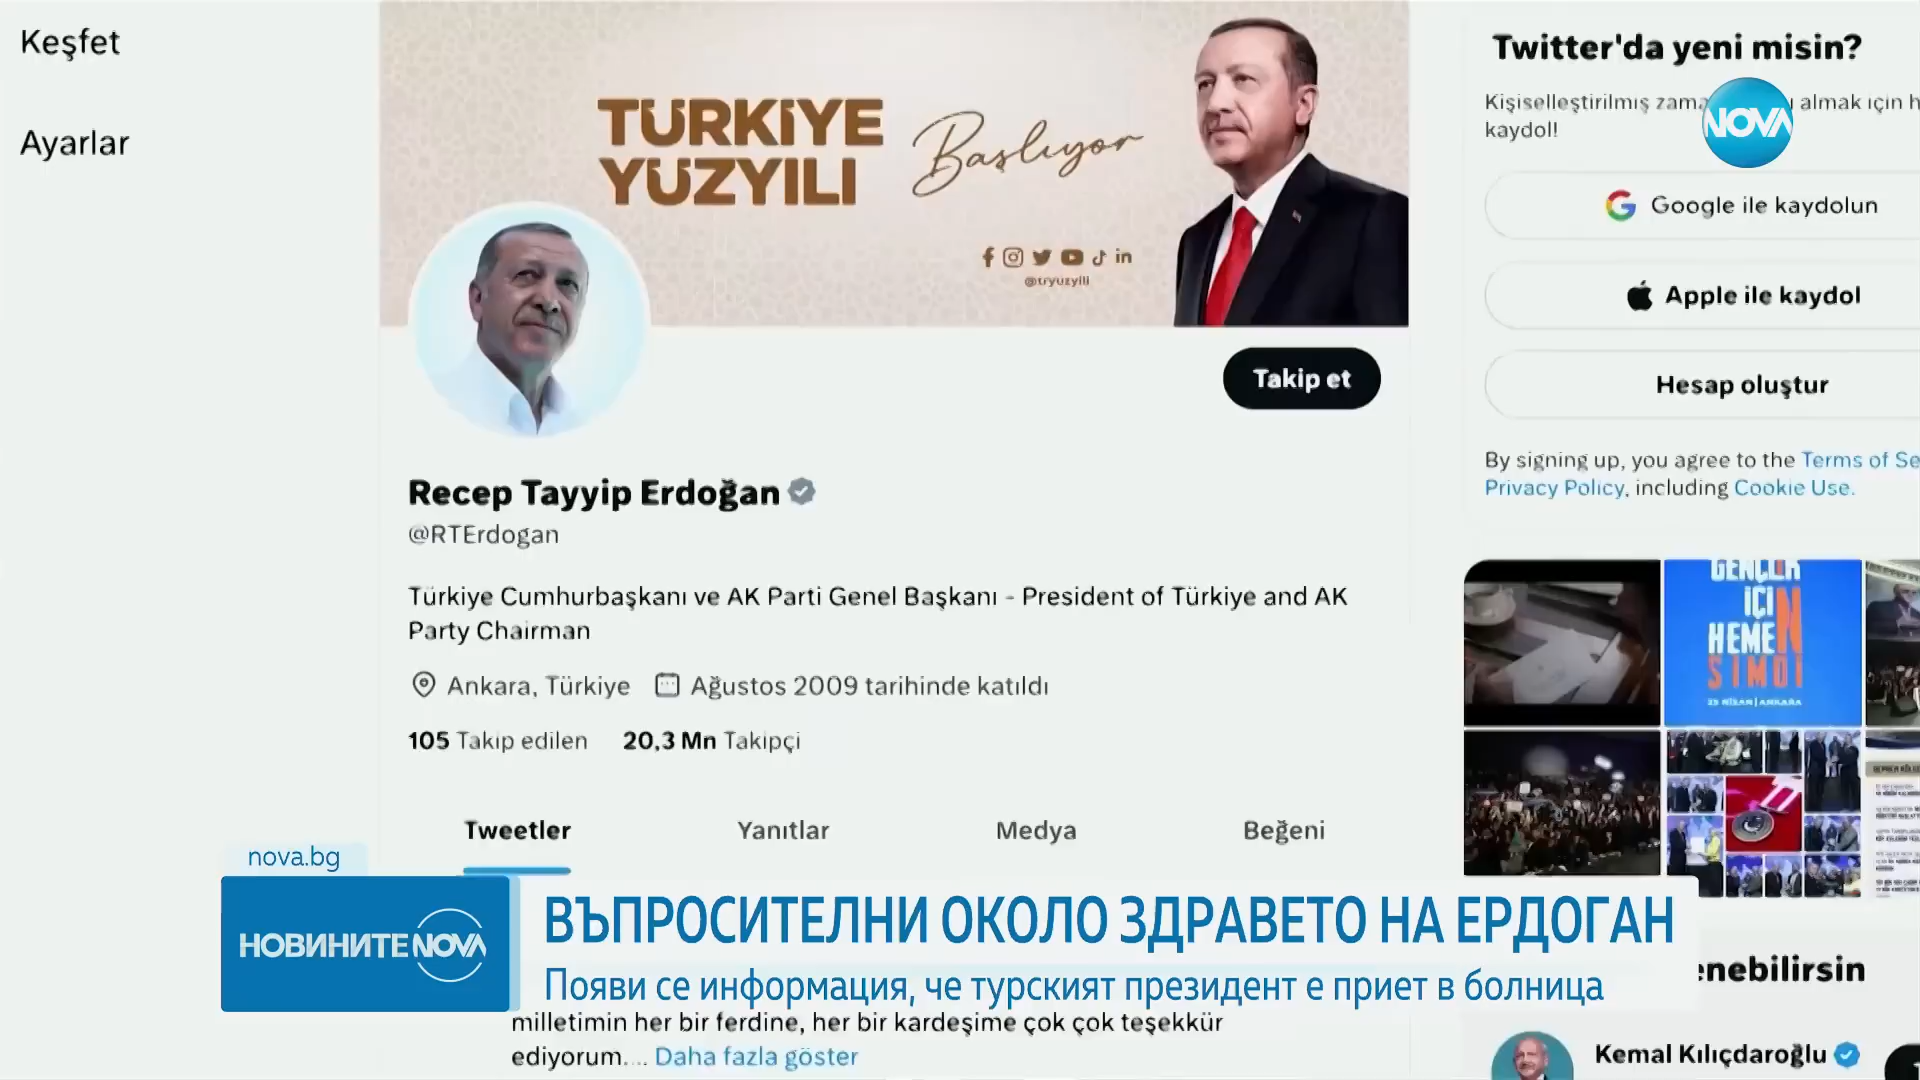 Keşfet
Ayarlar
TÜRKİYE
YÜZYILI
Başlıyor
@tryuzyili
Takip et
Recep Tayyip Erdoğan
@RTErdogan
Türkiye Cumhurbaşkanı ve AK Parti Genel Başkanı - President of Türkiye and AK
Party Chairman
Ankara, Türkiye Ağustos 2009 tarihinde katıldı
105 Takip edilen 20,3 Mn Takipçi
Tweetler Yanıtlar Medya Beğeni
milletimin her bir ferdine, her bir kardeşime çok çok teşekkür
ediyorum.... Daha fazla göster
Twitter'da yeni misin?
Kişiselleştirilmiş almak için
kaydol!
NOVA
Google ile kaydolun
Apple ile kaydol
Hesap oluştur
By signing up, you agree to the Terms of
Privacy Policy, including Cookie Use.
GENÇLER
İÇİN
HEMEN
ŞİMDİ
25 NİSAN | ANKARA
Kemal Kılıçdaroğlu
nova.bg
НОВИНИТЕ NOVA
ВЪПРОСИТЕЛНИ ОКОЛО ЗДРАВЕТО НА ЕРДОГАН
Появи се информация, че турският президент е приет в болница